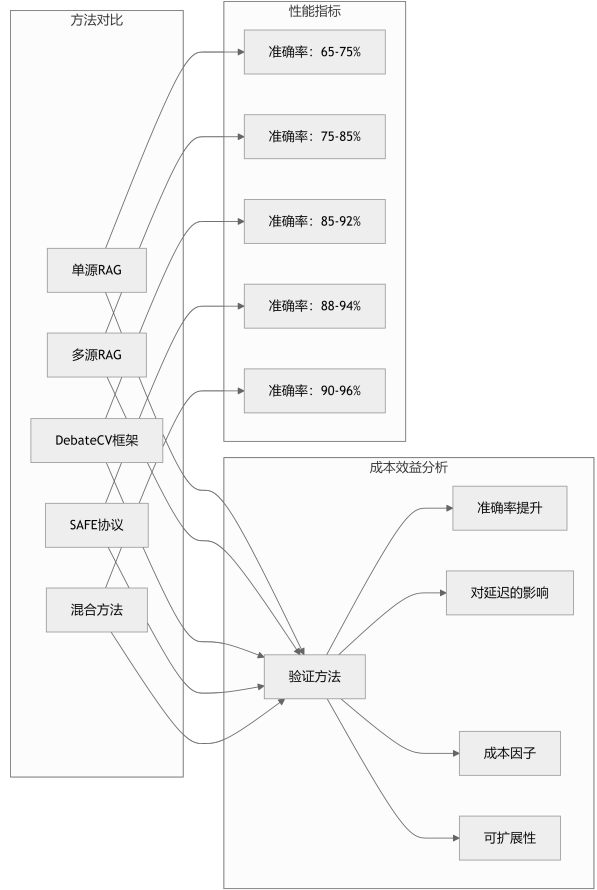 方法对比
单源RAG
多源RAG
DebateCV框架
SAFE协议
混合方法
性能指标
准确率：65-75%
准确率：75-85%
准确率：85-92%
准确率：88-94%
准确率：90-96%
成本效益分析
验证方法
准确率提升
对延迟的影响
成本因子
可扩展性